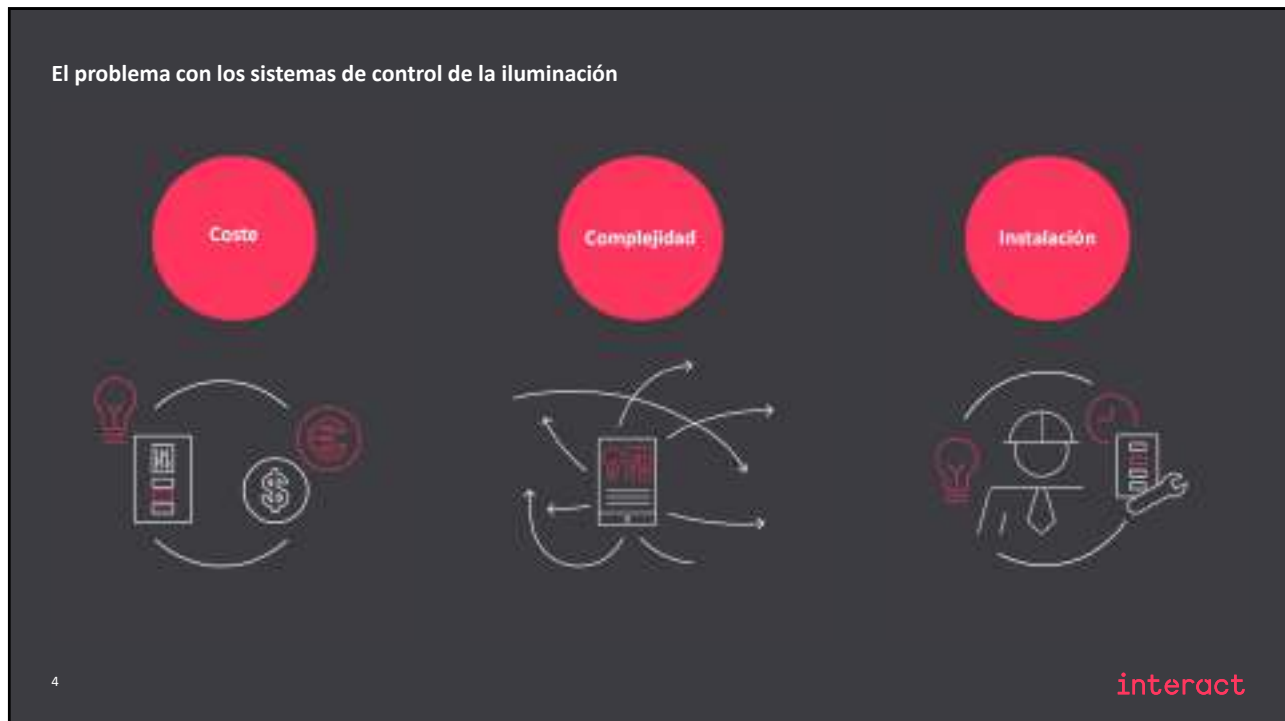 El problema con los sistemas de control de la iluminación
Coste
Complejidad
Instalación
$
4
interact